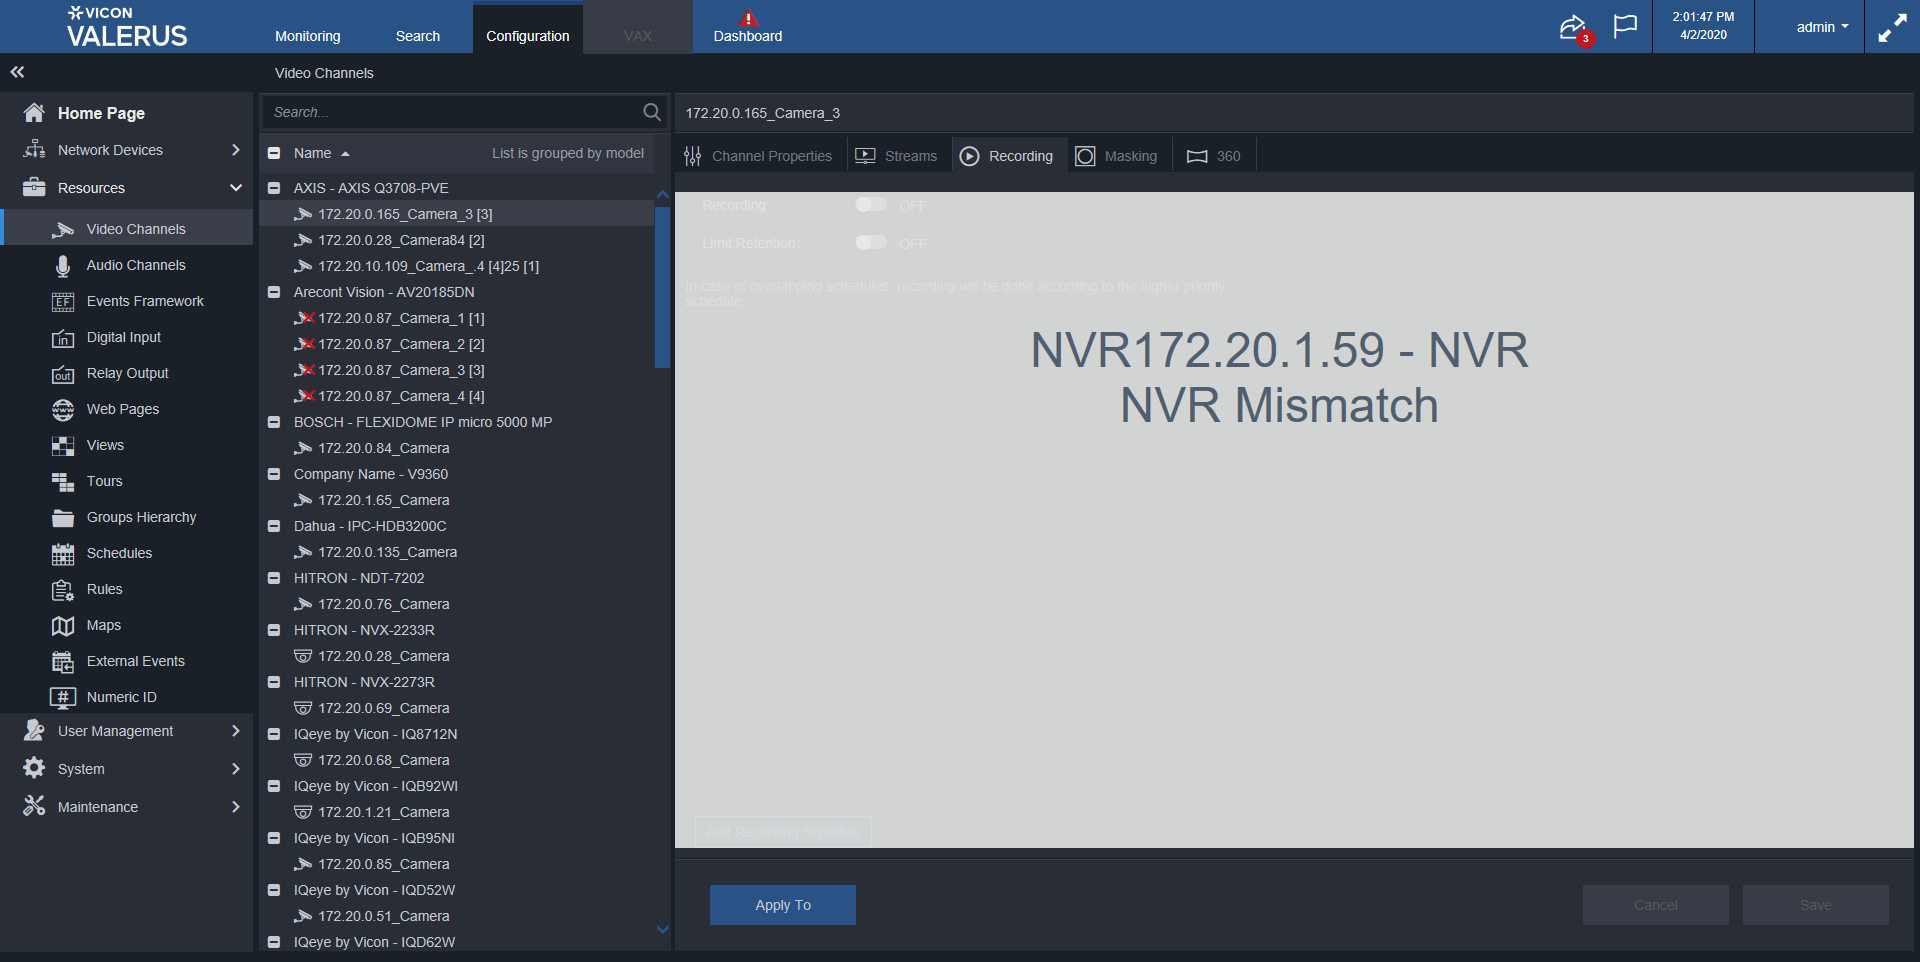 VICON
VALERUS
Monitoring
Search
Configuration
VAX
Dashboard
3
2:01:47 PM
4/2/2020
admin
Video Channels
Home Page
Network Devices
Resources
Video Channels
Audio Channels
EF Events Framework
in Digital Input
out Relay Output
www Web Pages
Views
Tours
Groups Hierarchy
Schedules
Rules
Maps
External Events
# Numeric ID
User Management
System
Maintenance
Search...
Name
List is grouped by model
AXIS - AXIS Q3708-PVE
172.20.0.165_Camera_3 [3]
172.20.0.28_Camera84 [2]
172.20.10.109_Camera_.4 [4]25 [1]
Arecont Vision - AV20185DN
172.20.0.87_Camera_1 [1]
172.20.0.87_Camera_2 [2]
172.20.0.87_Camera_3 [3]
172.20.0.87_Camera_4 [4]
BOSCH - FLEXIDOME IP micro 5000 MP
172.20.0.84_Camera
Company Name - V9360
172.20.1.65_Camera
Dahua - IPC-HDB3200C
172.20.0.135_Camera
HITRON - NDT-7202
172.20.0.76_Camera
HITRON - NVX-2233R
172.20.0.28_Camera
HITRON - NVX-2273R
172.20.0.69_Camera
IQeye by Vicon - IQ8712N
172.20.0.68_Camera
IQeye by Vicon - IQB92WI
172.20.1.21_Camera
IQeye by Vicon - IQB95NI
172.20.0.85_Camera
IQeye by Vicon - IQD52W
172.20.0.51_Camera
IQeye by Vicon - IQD62W
172.20.0.165_Camera_3
Channel Properties
Streams
Recording
Masking
360
Recording:
OFF
Limit Retention:
OFF
In case of overlapping schedules, recording will be done according to the higher priority
schedule.
NVR172.20.1.59 - NVR
NVR Mismatch
Add Recording Schedule
Apply To
Cancel
Save